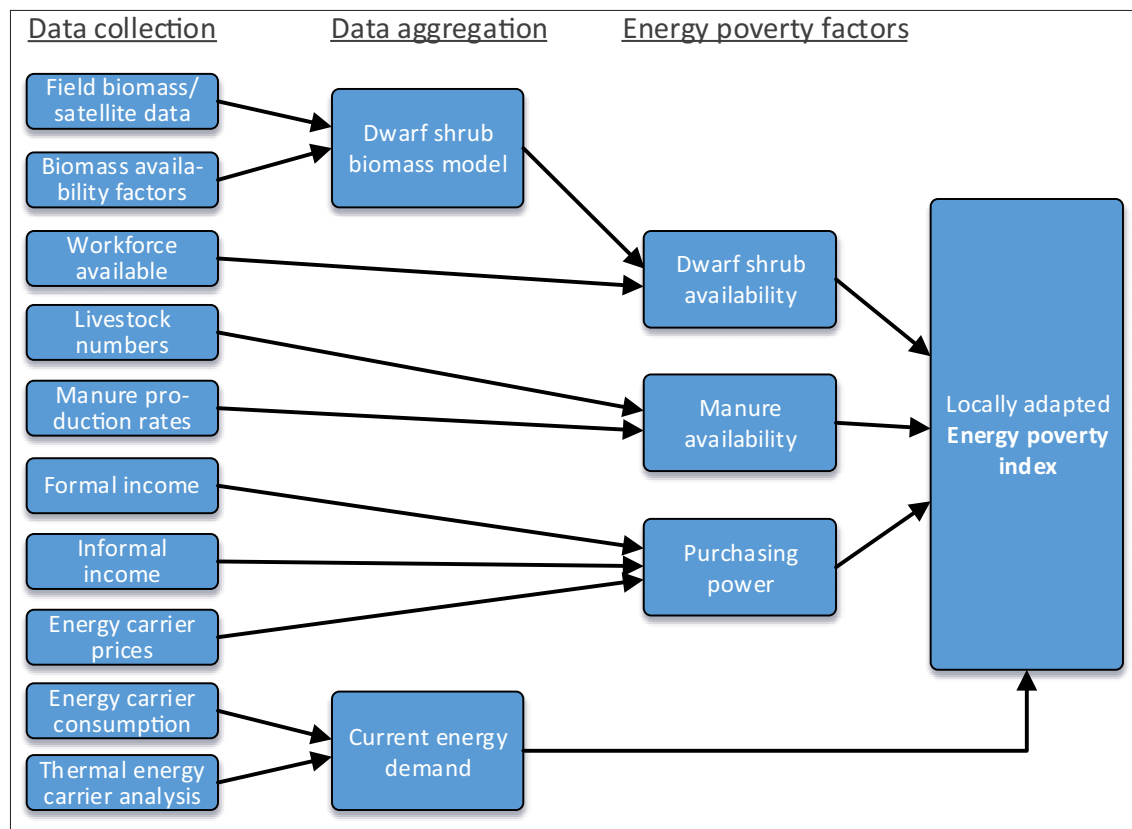 Data collection
Data aggregation
Energy poverty factors
Field biomass/
satellite data
Biomass availa-
bility factors
Workforce
available
Livestock
numbers
Manure pro-
duction rates
Formal income
Informal
income
Energy carrier
prices
Energy carrier
consumption
Thermal energy
carrier analysis
Dwarf shrub
biomass model
Current energy
demand
Dwarf shrub
availability
Manure
availability
Purchasing
power
Locally adapted
Energy poverty
index